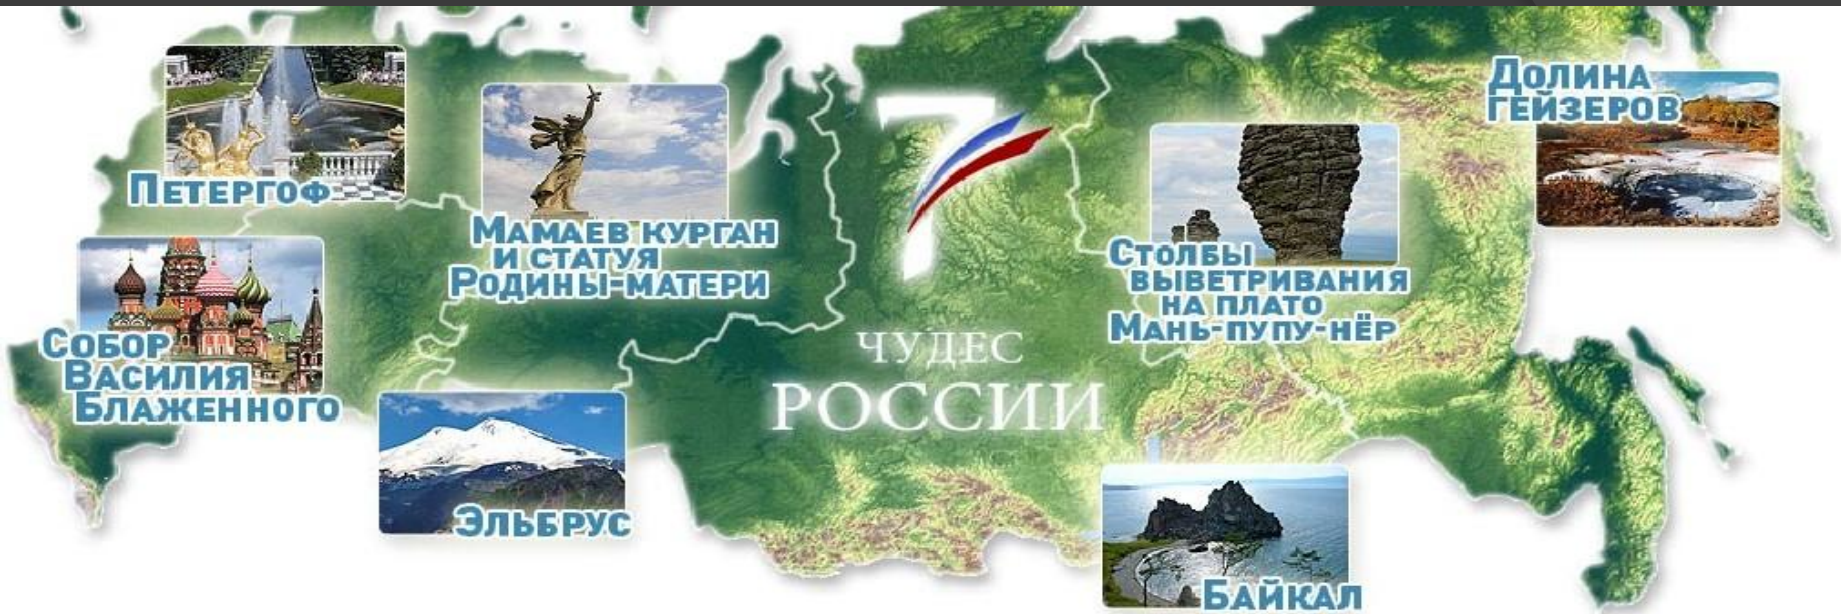 Петергоф
Мамаев курган
и статуя
Родины-матери
7
чудес
России
Долина
гейзеров
Столбы
выветривания
на плато
Мань-пупу-нёр
Собор
Василия
Блаженного
Эльбрус
Байкал